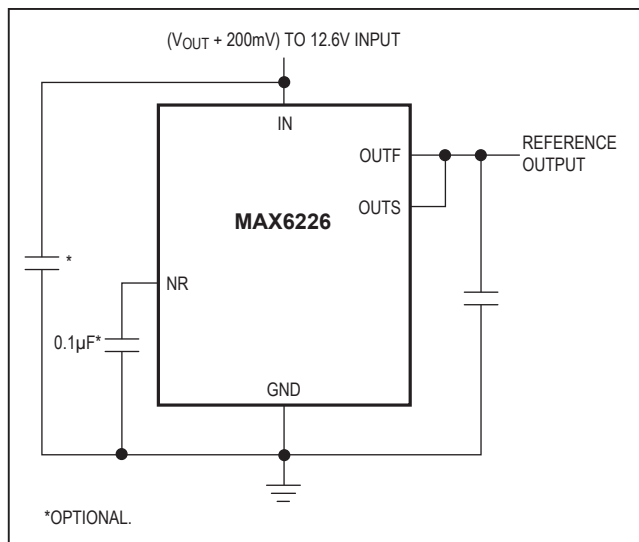 (VOUT + 200mV) TO 12.6V INPUT
IN
OUTF
REFERENCE
OUTPUT
OUTS
MAX6226
*
NR
0.1µF*
GND
*OPTIONAL.